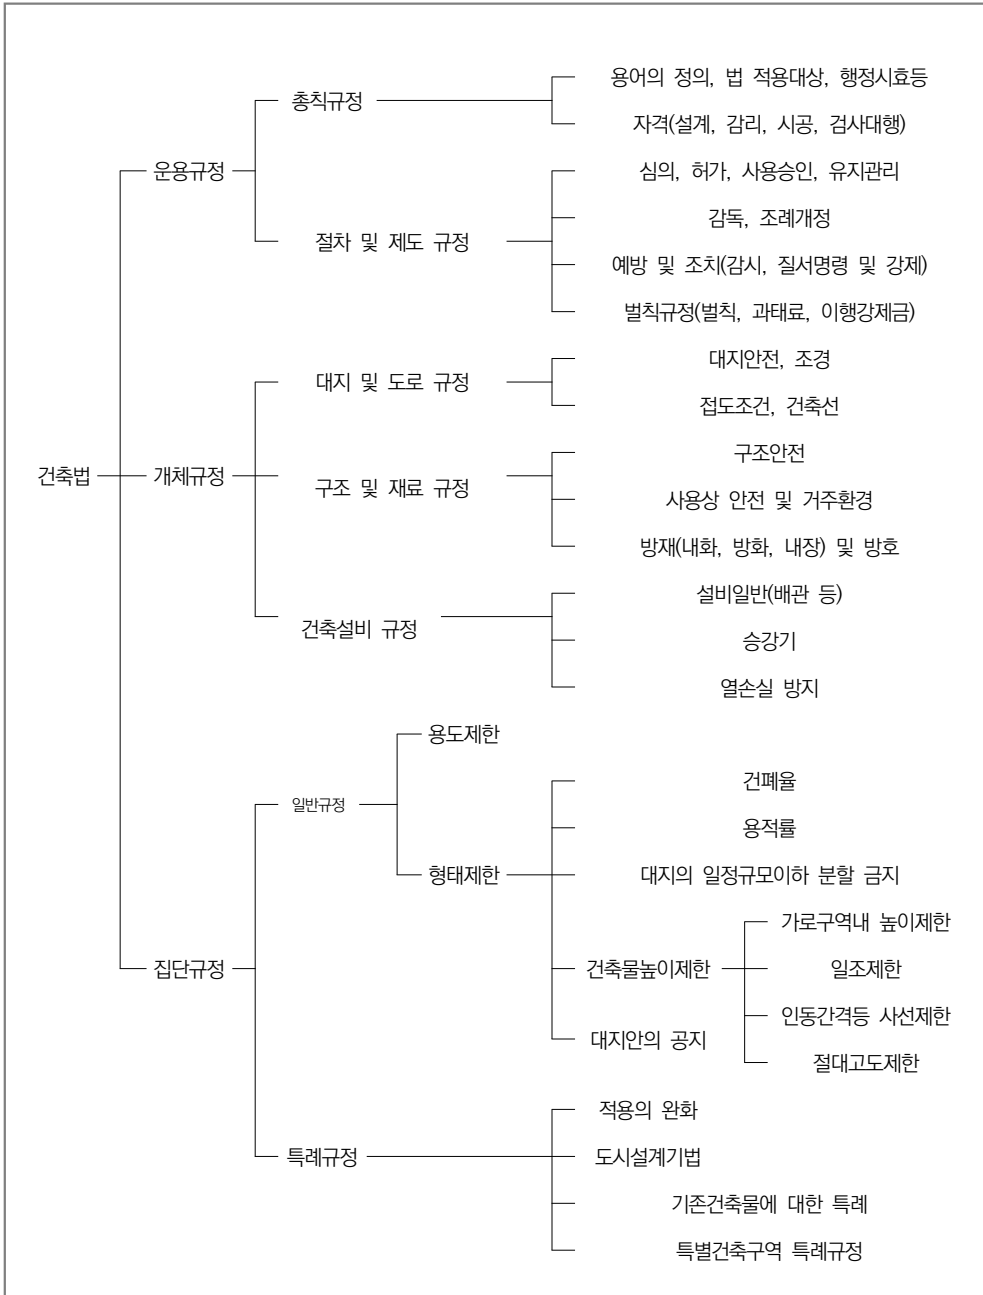 용어의 정의, 법 적용대상, 행정시효등
총칙규정
자격(설계, 감리, 시공, 검사대행)
운용규정
심의, 허가, 사용승인, 유지관리
감독, 조례개정
절차 및 제도 규정
예방 및 조치(감시, 질서명령 및 강제)
벌칙규정(벌칙, 과태료, 이행강제금)
대지안전, 조경
대지 및 도로 규정
접도조건, 건축선
구조안전
건축법
개체규정
구조 및 재료 규정
사용상 안전 및 거주환경
방재(내화, 방화, 내장) 및 방호
설비일반(배관 등)
건축설비 규정
승강기
열손실 방지
용도제한
건폐율
일반규정
용적률
형태제한
대지의 일정규모이하 분할 금지
가로구역내 높이제한
집단규정
건축물높이제한
일조제한
인동간격등 사선제한
대지안의 공지
절대고도제한
적용의 완화
특례규정
도시설계기법
기존건축물에 대한 특례
특별건축구역 특례규정